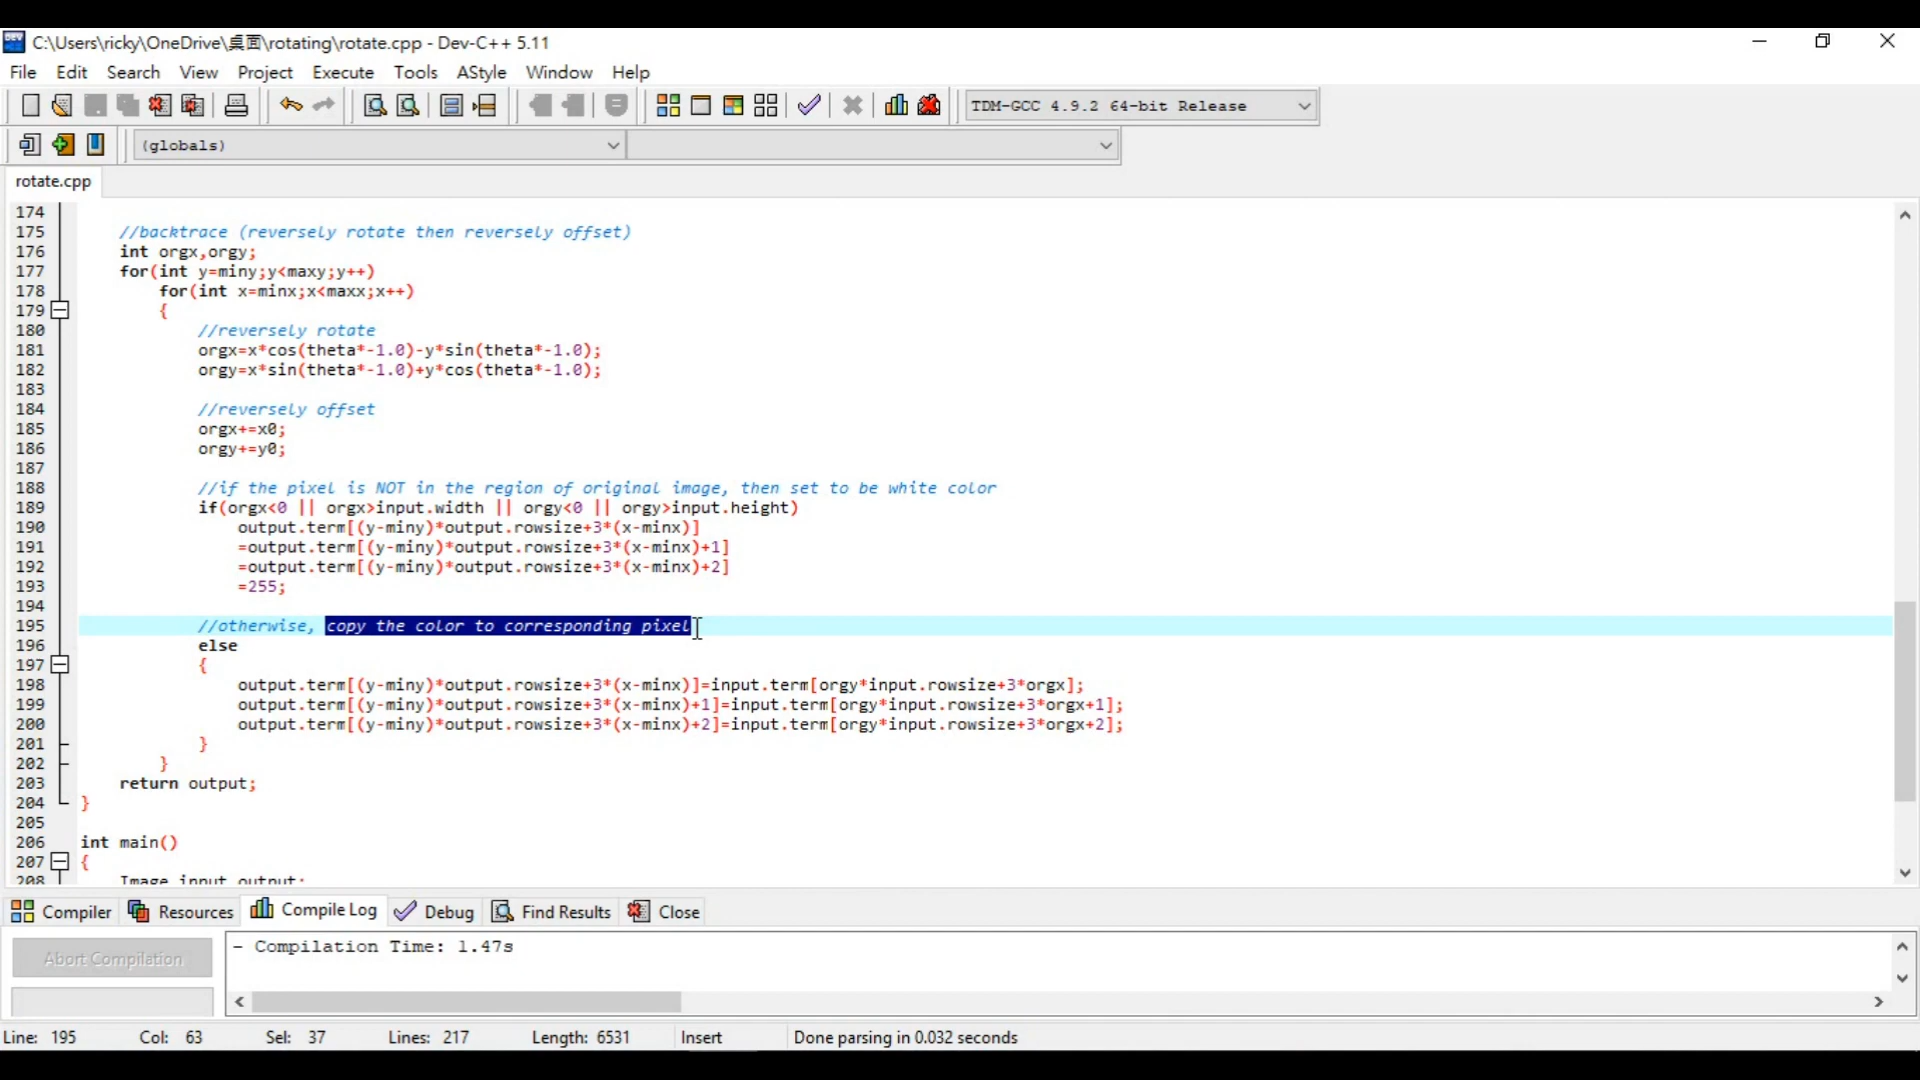 C:\Users\ricky\OneDrive\桌面\rotating\rotate.cpp - Dev-C++ 5.11
File Edit Search View Project Execute Tools AStyle Window Help
TDM-GCC 4.9.2 64-bit Release
(globals)
rotate.cpp
174
175 //backtrace (reversely rotate then reversely offset)
176 int orgx,orgy;
177 for(int y=miny;y<maxy;y++)
178 for(int x=minx;x<maxx;x++)
179 {
180 //reversely rotate
181 orgx=x*cos(theta*-1.0)-y*sin(theta*-1.0);
182 orgy=x*sin(theta*-1.0)+y*cos(theta*-1.0);
183
184 //reversely offset
185 orgx+=x0;
186 orgy+=y0;
187
188 //if the pixel is NOT in the region of original image, then set to be white color
189 if(orgx<0 || orgx>input.width || orgy<0 || orgy>input.height)
190 output.term[(y-miny)*output.rowsize+3*(x-minx)]
191 =output.term[(y-miny)*output.rowsize+3*(x-minx)+1]
192 =output.term[(y-miny)*output.rowsize+3*(x-minx)+2]
193 =255;
194
195 //otherwise, copy the color to corresponding pixel
196 else
197 {
198 output.term[(y-miny)*output.rowsize+3*(x-minx)]=input.term[orgy*input.rowsize+3*orgx];
199 output.term[(y-miny)*output.rowsize+3*(x-minx)+1]=input.term[orgy*input.rowsize+3*orgx+1];
200 output.term[(y-miny)*output.rowsize+3*(x-minx)+2]=input.term[orgy*input.rowsize+3*orgx+2];
201 }
202 }
203 return output;
204 }
205
206 int main()
207 {
208 Image input output;
Compiler Resources Compile Log Debug Find Results Close
Abort Compilation
- Compilation Time: 1.47s
Line: 195 Col: 63 Sel: 37 Lines: 217 Length: 6531 Insert Done parsing in 0.032 seconds